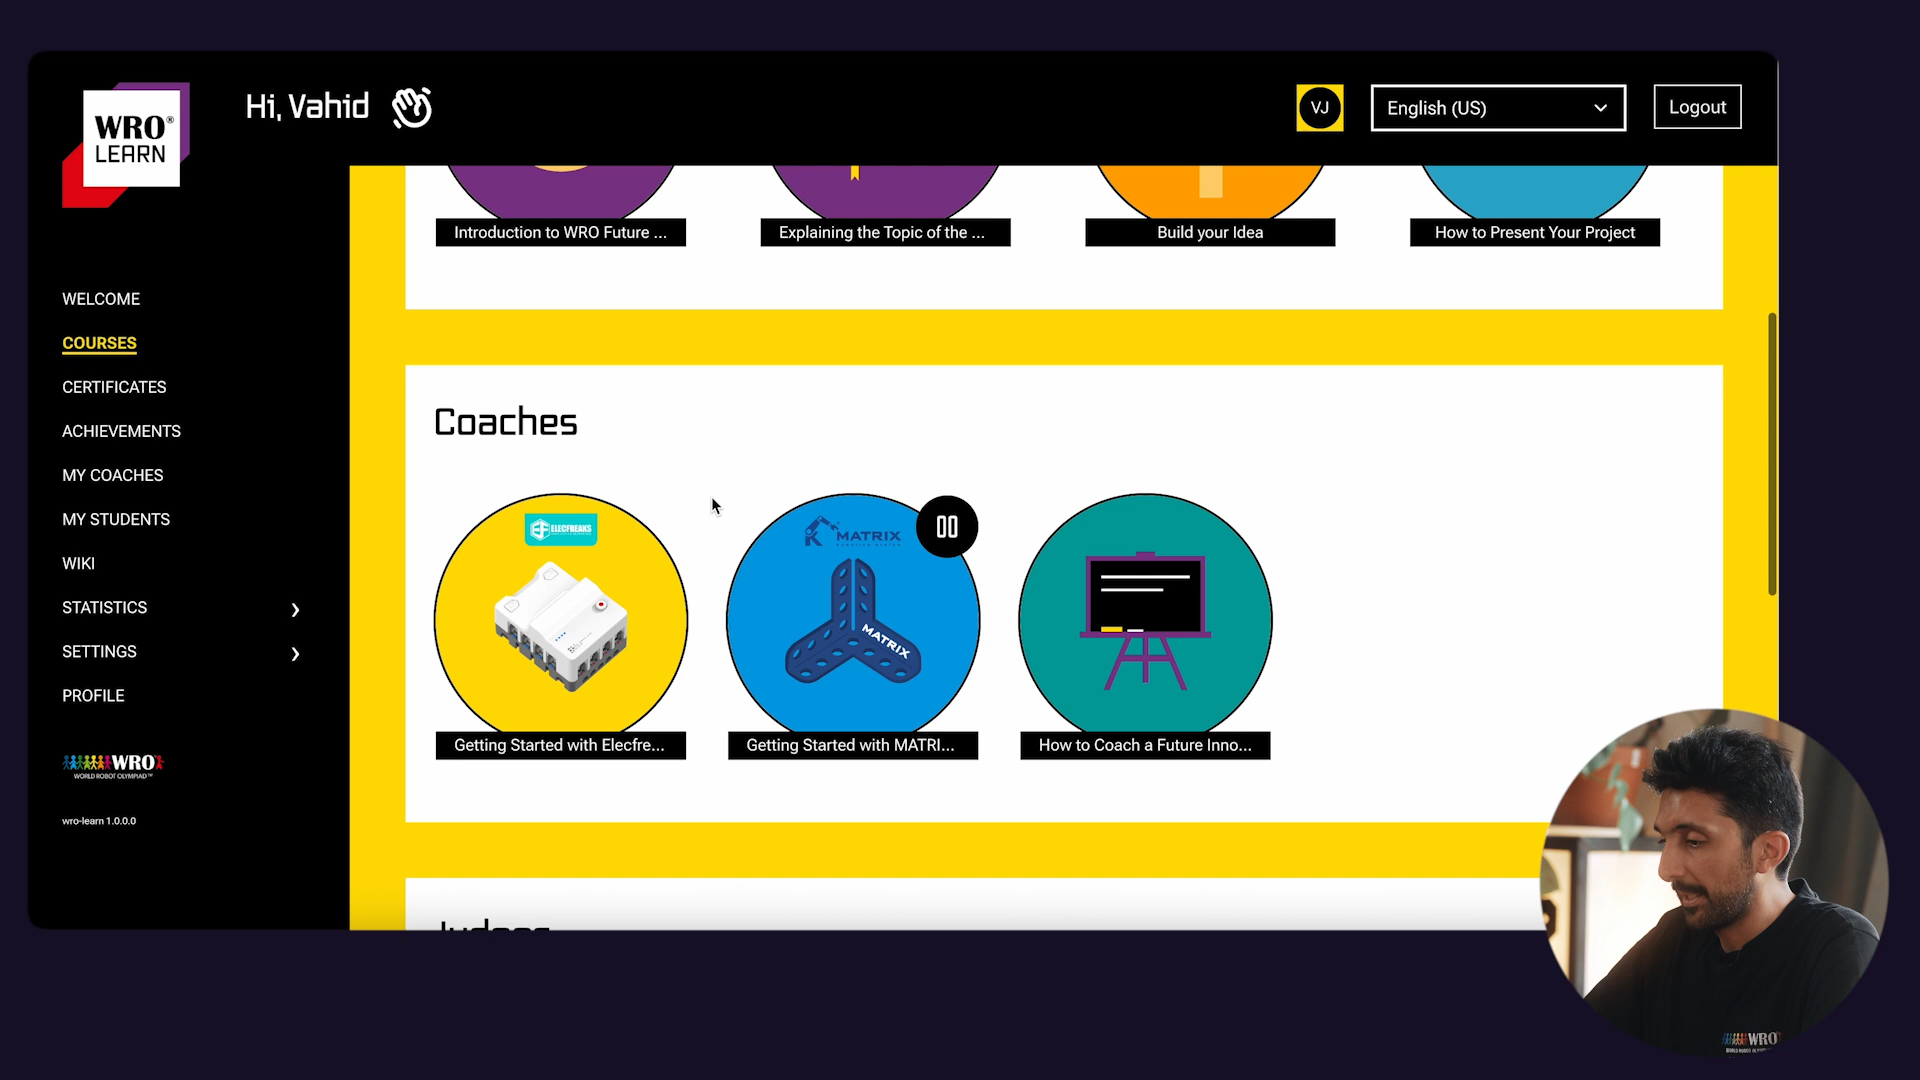 WRO®
LEARN
Hi, Vahid
VJ
English (US)
Logout
WELCOME
COURSES
CERTIFICATES
ACHIEVEMENTS
MY COACHES
MY STUDENTS
WIKI
STATISTICS
SETTINGS
PROFILE
WRO
WORLD ROBOT OLYMPIAD™
wro-learn 1.0.0.0
Introduction to WRO Future ...
Explaining the Topic of the ...
Build your Idea
How to Present Your Project
Coaches
ELECFREAKS
MATRIX
MATRIX
Getting Started with Elecfre...
Getting Started with MATRI...
How to Coach a Future Inno...
Judges
WRO